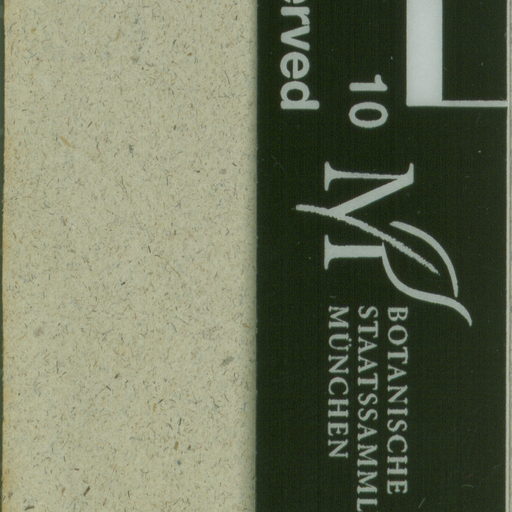 erved
10
BOTANISCHE
STAATSSAMML
MÜNCHEN